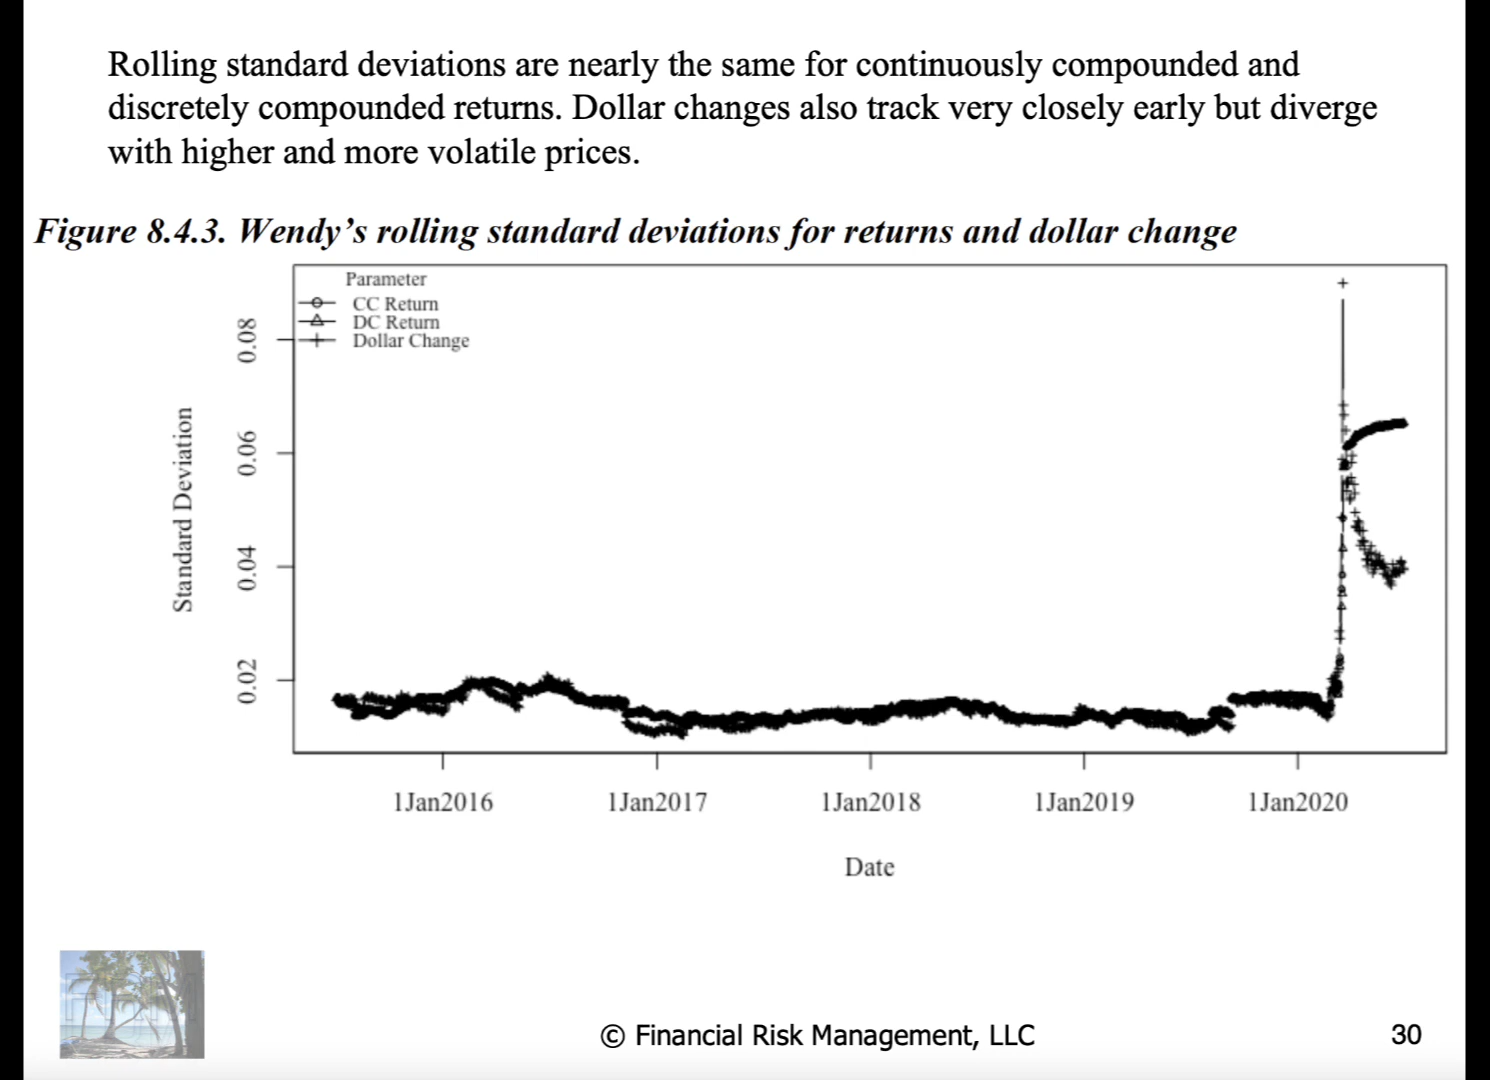 Rolling standard deviations are nearly the same for continuously compounded and
discretely compounded returns. Dollar changes also track very closely early but diverge
with higher and more volatile prices.
Figure 8.4.3. Wendy's rolling standard deviations for returns and dollar change
Parameter
CC Return
DC Return
Dollar Change
Standard Deviation
0.08
0.06
0.04
0.02
1Jan2016 1Jan2017 1Jan2018 1Jan2019 1Jan2020
Date
© Financial Risk Management, LLC
30